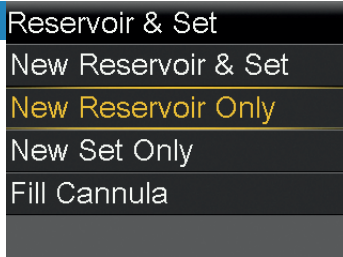 Reservoir & Set
New Reservoir & Set
New Reservoir Only
New Set Only
Fill Cannula